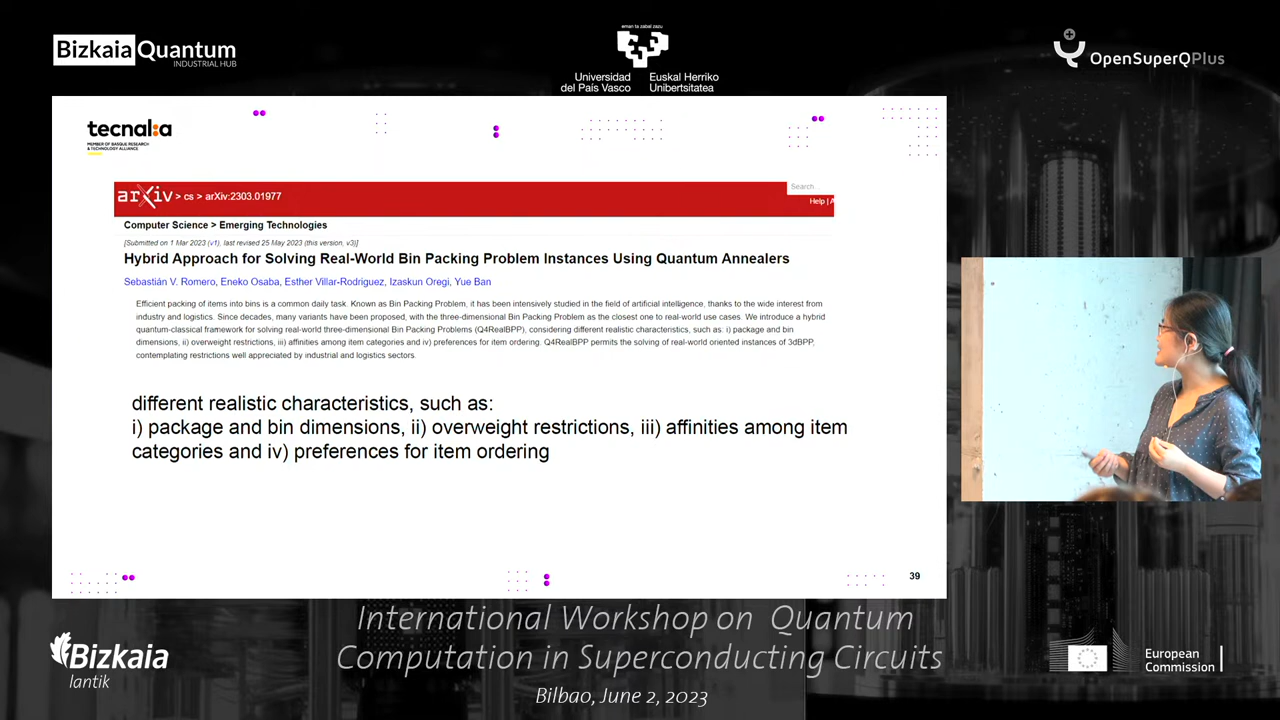 Bizkaia Quantum
INDUSTRIAL HUB
eman ta zabal zazu
Universidad Euskal Herriko
del País Vasco Unibertsitatea
OpenSuperQPlus
tecnal:a
MEMBER OF BASQUE RESEARCH
& TECHNOLOGY ALLIANCE
arXiv > cs > arXiv:2303.01977
Search...
Help | A
Computer Science > Emerging Technologies
[Submitted on 1 Mar 2023 (v1), last revised 25 May 2023 (this version, v3)]
Hybrid Approach for Solving Real-World Bin Packing Problem Instances Using Quantum Annealers
Sebastián V. Romero, Eneko Osaba, Esther Villar-Rodriguez, Izaskun Oregi, Yue Ban
Efficient packing of items into bins is a common daily task. Known as Bin Packing Problem, it has been intensively studied in the field of artificial intelligence, thanks to the wide interest from
industry and logistics. Since decades, many variants have been proposed, with the three-dimensional Bin Packing Problem as the closest one to real-world use cases. We introduce a hybrid
quantum-classical framework for solving real-world three-dimensional Bin Packing Problems (Q4RealBPP), considering different realistic characteristics, such as: i) package and bin
dimensions, ii) overweight restrictions, iii) affinities among item categories and iv) preferences for item ordering. Q4RealBPP permits the solving of real-world oriented instances of 3dBPP,
contemplating restrictions well appreciated by industrial and logistics sectors.
different realistic characteristics, such as:
i) package and bin dimensions, ii) overweight restrictions, iii) affinities among item
categories and iv) preferences for item ordering
39
International Workshop on Quantum
Computation in Superconducting Circuits
Bilbao, June 2, 2023
Bizkaia
lantik
European
Commission